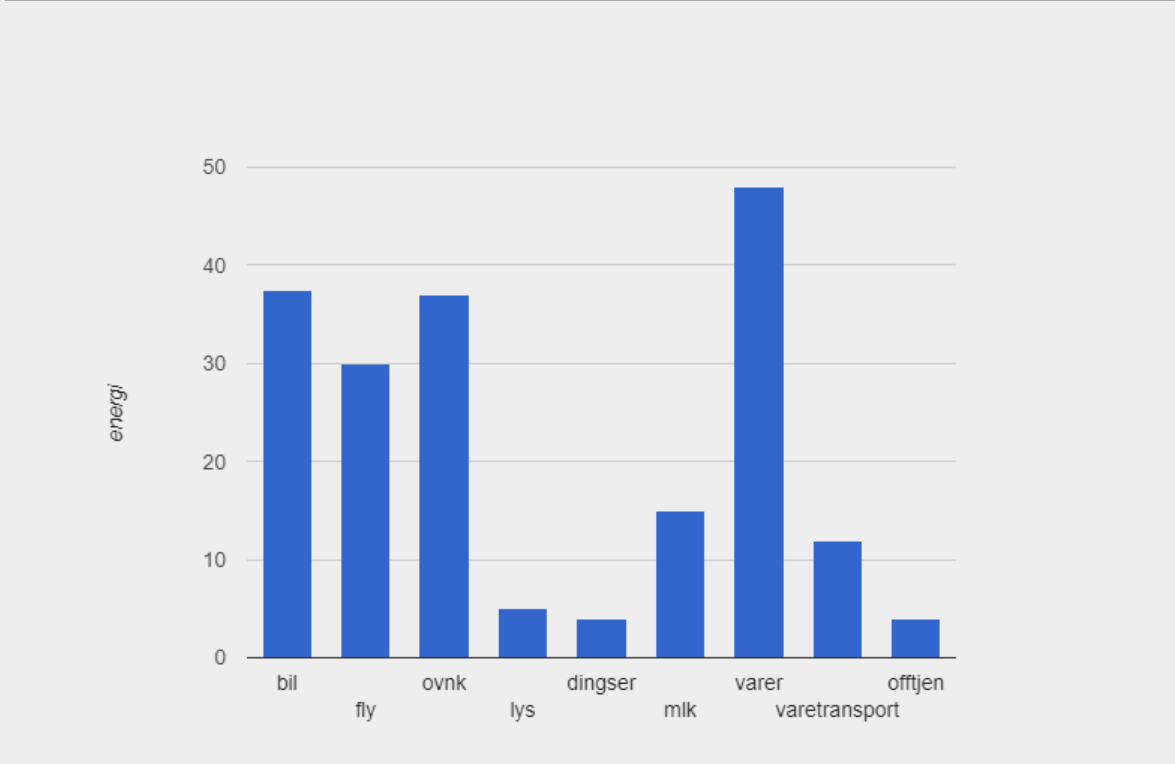 50
40
30
20
10
0
energi
bil
ovnk
dingser
varer
offtjen
fly
lys
mlk
varetransport